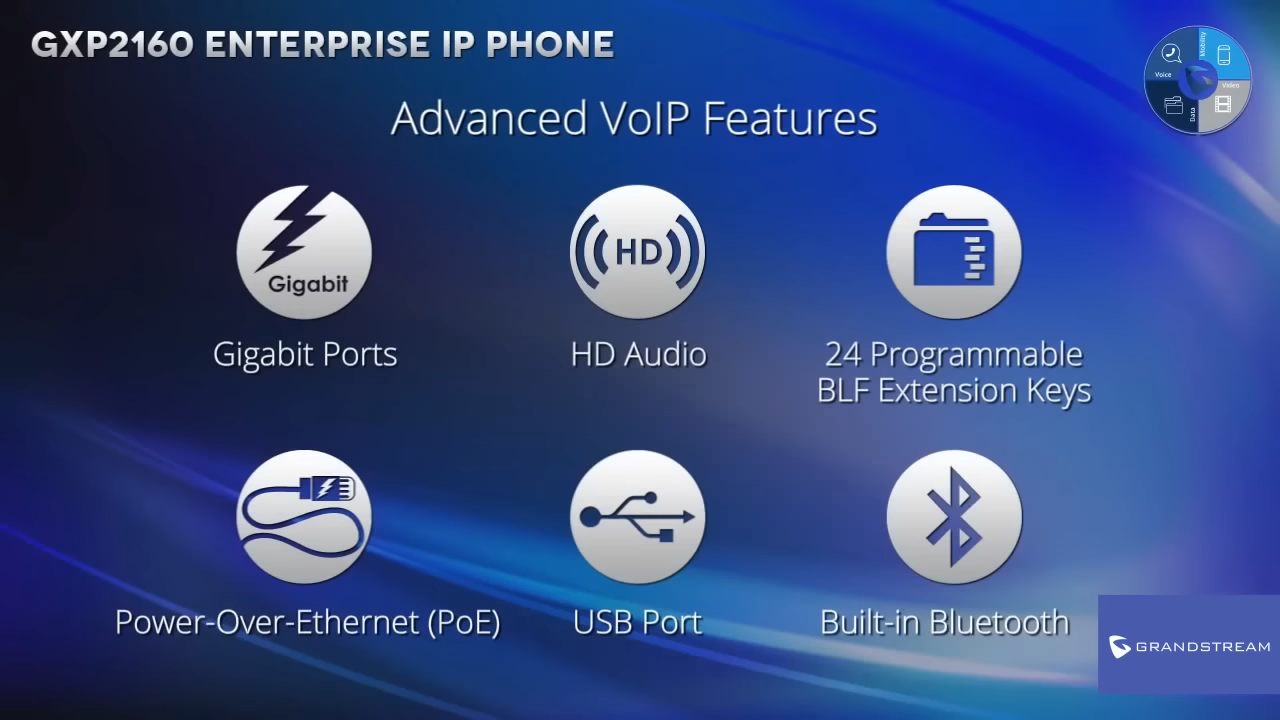 GXP2160 ENTERPRISE IP PHONE
Mobility
Voice
Video
Data
Advanced VoIP Features
Gigabit
HD
Gigabit Ports
HD Audio
24 Programmable
BLF Extension Keys
Power-Over-Ethernet (PoE)
USB Port
Built-in Bluetooth
GRANDSTREAM